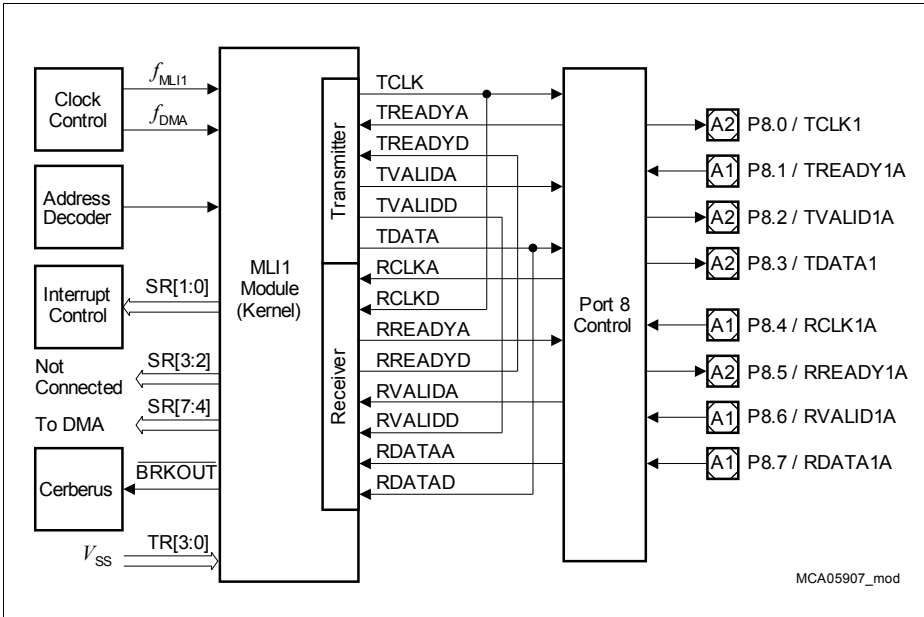 Clock
Control
fMLI1
fDMA
Address
Decoder
Interrupt
Control
SR[1:0]
Not
Connected
SR[3:2]
To DMA
SR[7:4]
Cerberus
BRKOUT
VSS
TR[3:0]
MLI1
Module
(Kernel)
Transmitter
Receiver
TCLK
TREADYA
TREADYD
TVALIDA
TVALIDD
TDATA
RCLKA
RCLKD
RREADYA
RREADYD
RVALIDA
RVALIDD
RDATAA
RDATAD
Port 8
Control
A2 P8.0 / TCLK1
A1 P8.1 / TREADY1A
A2 P8.2 / TVALID1A
A2 P8.3 / TDATA1
A1 P8.4 / RCLK1A
A2 P8.5 / RREADY1A
A1 P8.6 / RVALID1A
A1 P8.7 / RDATA1A
MCA05907_mod